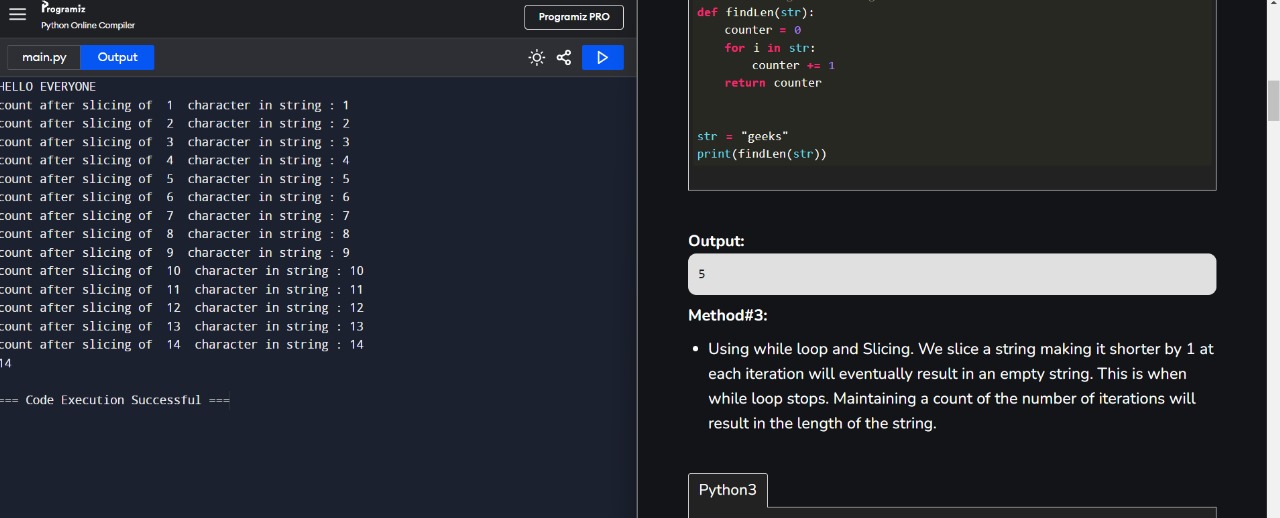 Programiz
Python Online Compiler
Programiz PRO
main.py
Output
HELLO EVERYONE
count after slicing of  1  character in string : 1
count after slicing of  2  character in string : 2
count after slicing of  3  character in string : 3
count after slicing of  4  character in string : 4
count after slicing of  5  character in string : 5
count after slicing of  6  character in string : 6
count after slicing of  7  character in string : 7
count after slicing of  8  character in string : 8
count after slicing of  9  character in string : 9
count after slicing of  10  character in string : 10
count after slicing of  11  character in string : 11
count after slicing of  12  character in string : 12
count after slicing of  13  character in string : 13
count after slicing of  14  character in string : 14
14
=== Code Execution Successful ===
def findLen(str):
    counter = 0
    for i in str:
        counter += 1
    return counter
str = "geeks"
print(findLen(str))
Output:
5
Method#3:
• Using while loop and Slicing. We slice a string making it shorter by 1 at
each iteration will eventually result in an empty string. This is when
while loop stops. Maintaining a count of the number of iterations will
result in the length of the string.
Python3